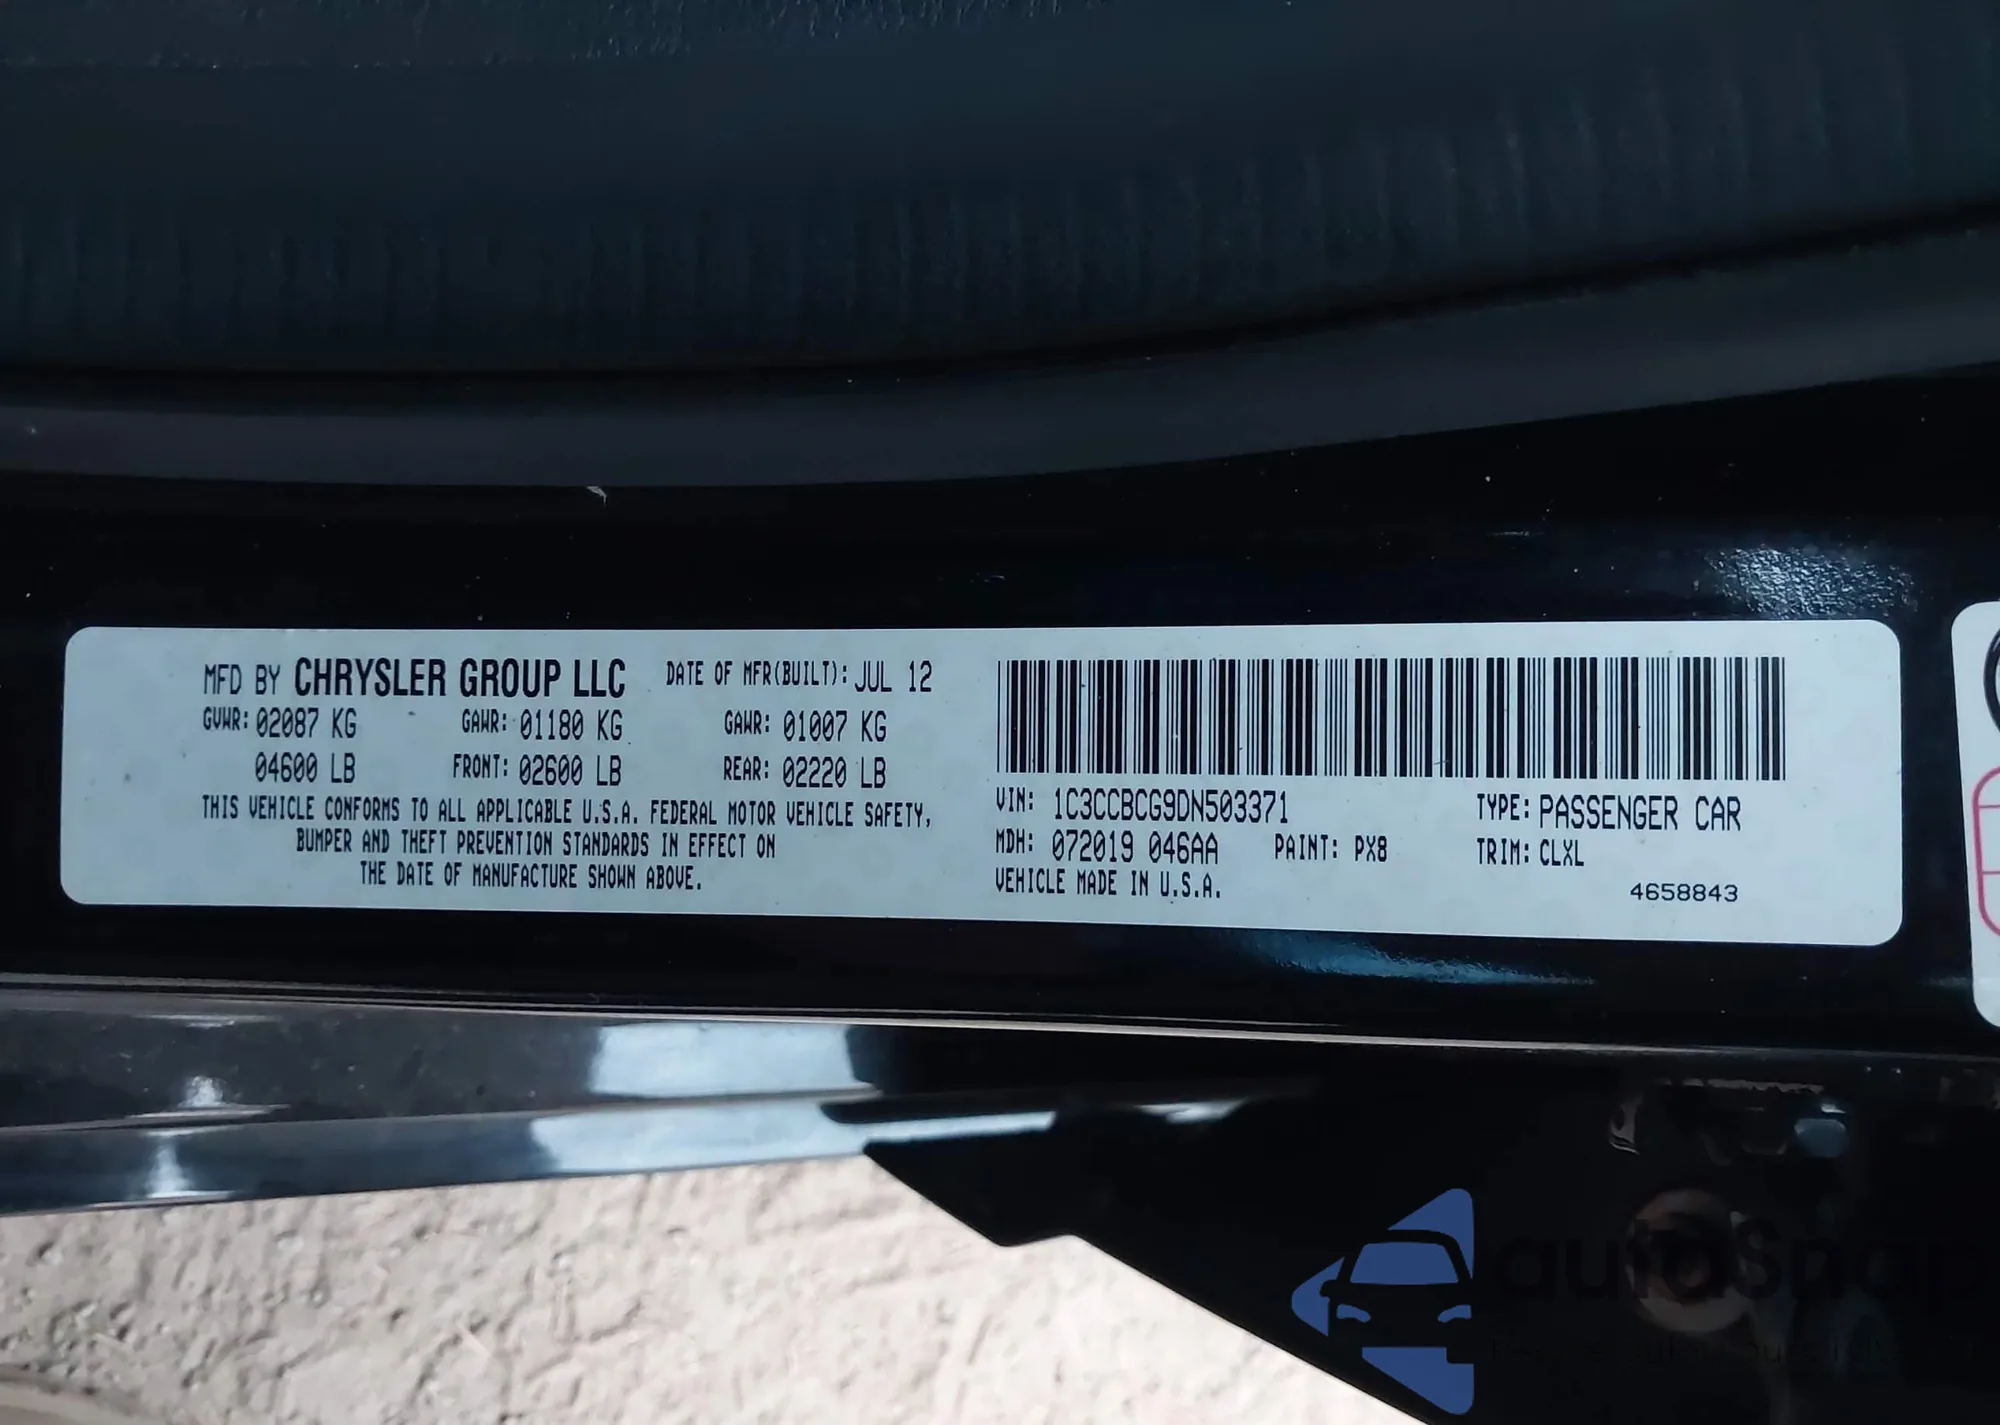 MFD BY CHRYSLER GROUP LLC DATE OF MFR(BUILT): JUL 12
GVWR: 02087 KG GAWR: 01180 KG GAWR: 01007 KG
04600 LB FRONT: 02600 LB REAR: 02220 LB
THIS VEHICLE CONFORMS TO ALL APPLICABLE U.S.A. FEDERAL MOTOR VEHICLE SAFETY,
BUMPER AND THEFT PREVENTION STANDARDS IN EFFECT ON
THE DATE OF MANUFACTURE SHOWN ABOVE.
VIN: 1C3CCBCG9DN503371 TYPE: PASSENGER CAR
MDH: 072019 046AA PAINT: PX8 TRIM: CLXL
VEHICLE MADE IN U.S.A.
4658843
autoSnap